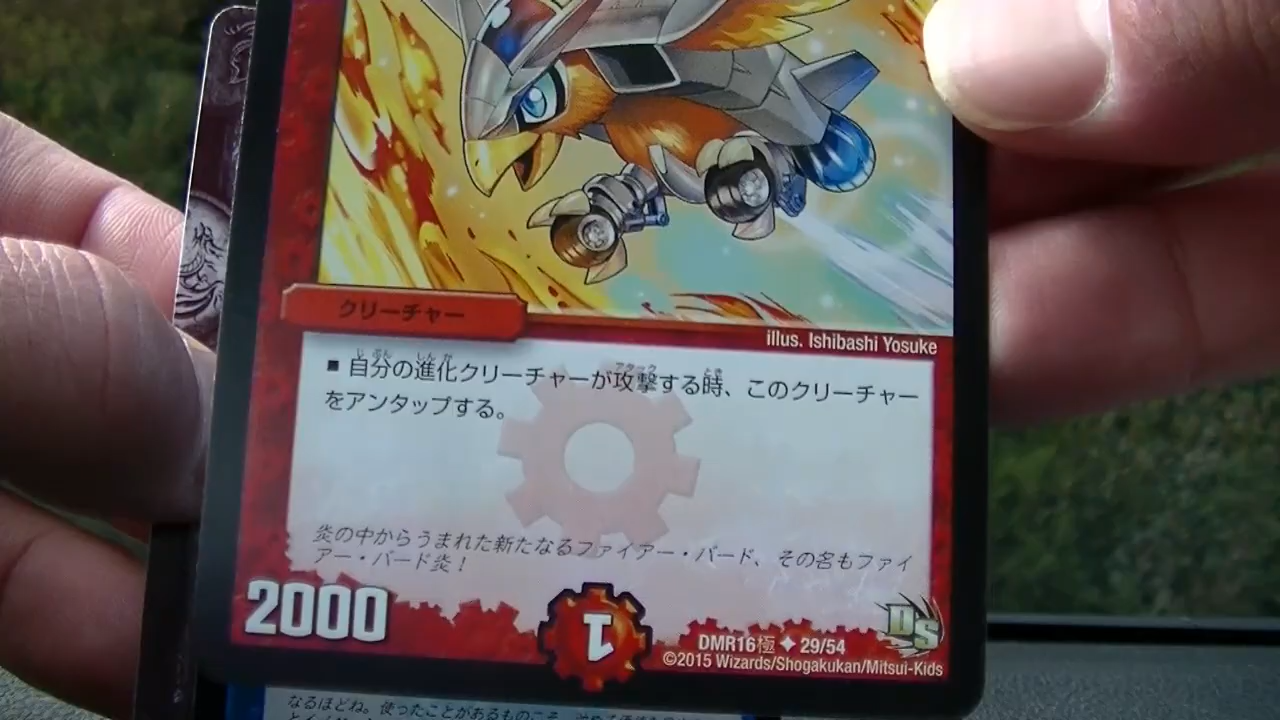 クリーチャー
illus. Ishibashi Yosuke
■ 自分の進化クリーチャーが攻撃する時、このクリーチャー
をアンタップする。
炎の中からうまれた新たなるファイアー・バード、その名もファイ
アー・バード炎！
2000
1
DS
DMR16極 ✦ 29/54
©2015 Wizards/Shogakukan/Mitsui-Kids
なるほどね。使ったことがあるものこそ